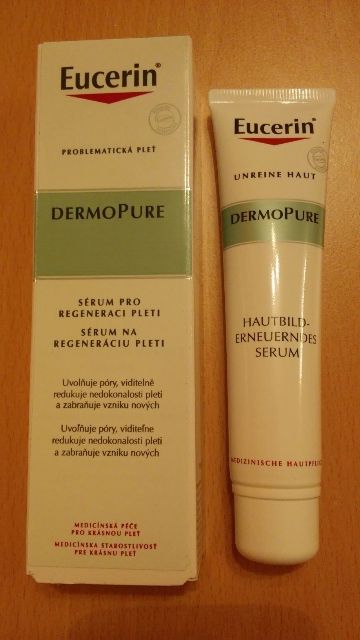 Eucerin®
PROBLEMATICKÁ PLEŤ
DERMOPURE
SÉRUM PRO
REGENERACI PLETI
SÉRUM NA
REGENERÁCIU PLETI
Uvolňuje póry, viditelně
redukuje nedokonalosti pleti
a zabraňuje vzniku nových
Uvoľňuje póry, viditeľne
redukuje nedokonalosti pleti
a zabraňuje vzniku nových
MEDICÍNSKÁ PÉČE
PRO KRÁSNOU PLEŤ
MEDICÍNSKA STAROSTLIVOSŤ
PRE KRÁSNU PLEŤ
Eucerin®
UNREINE HAUT
DERMOPURE
HAUTBILD-
ERNEUERNDES
SERUM
MEDIZINISCHE HAUTPFLEGE